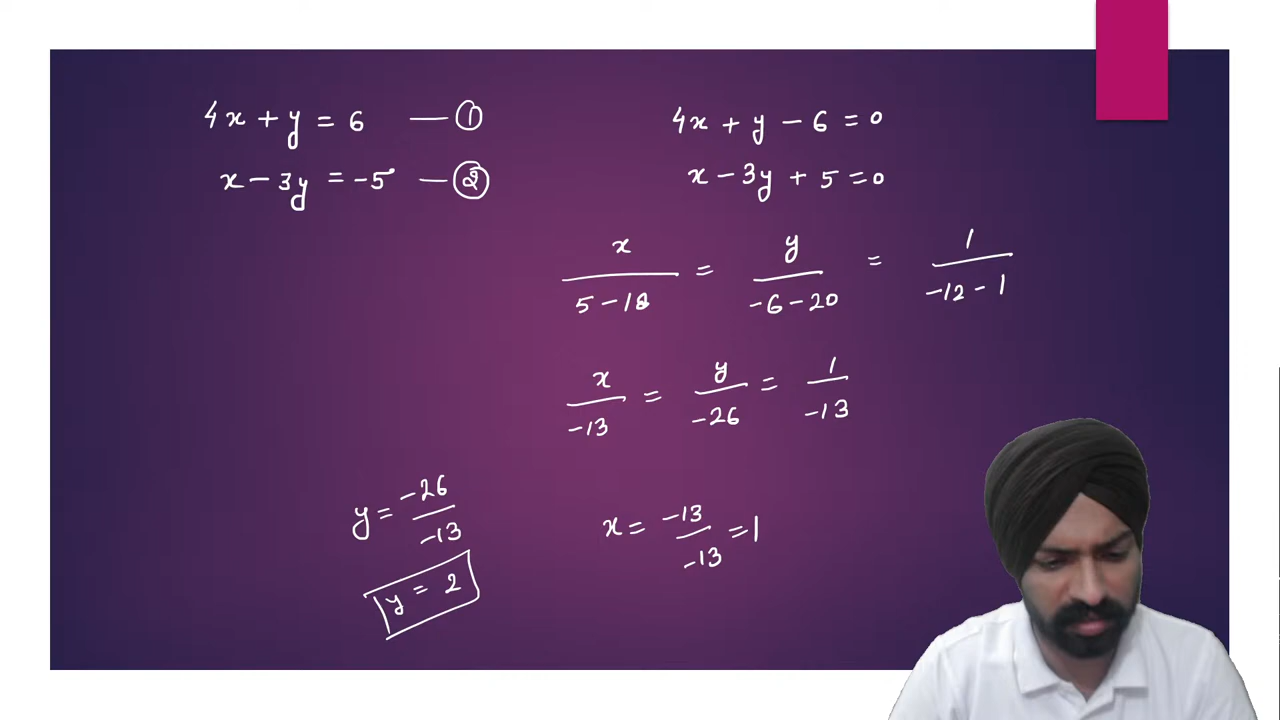 4x + y = 6 — ①
x - 3y = -5 — ②
4x + y - 6 = 0
x - 3y + 5 = 0
x/(5 - 18) = y/(-6 - 20) = 1/(-12 - 1)
x/-13 = y/-26 = 1/-13
y = -26/-13
y = 2
x = -13/-13 = 1